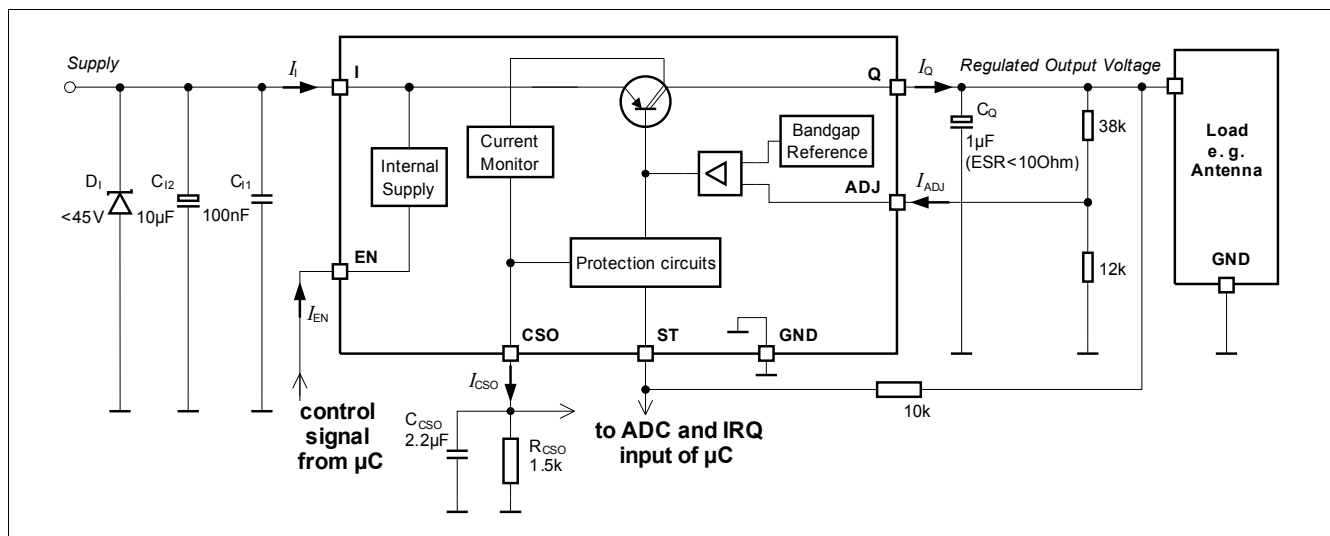 Supply
I_I
I
Q
I_Q
Regulated Output Voltage
Current
Monitor
Internal
Supply
Bandgap
Reference
ADJ
I_ADJ
C_Q
1µF
(ESR<10Ohm)
38k
Load
e. g.
Antenna
D_I
<45V
C_I2
10µF
C_I1
100nF
EN
I_EN
Protection circuits
12k
GND
CSO
ST
GND
I_CSO
10k
control
signal
from µC
C_CSO
2.2µF
R_CSO
1.5k
to ADC and IRQ
input of µC